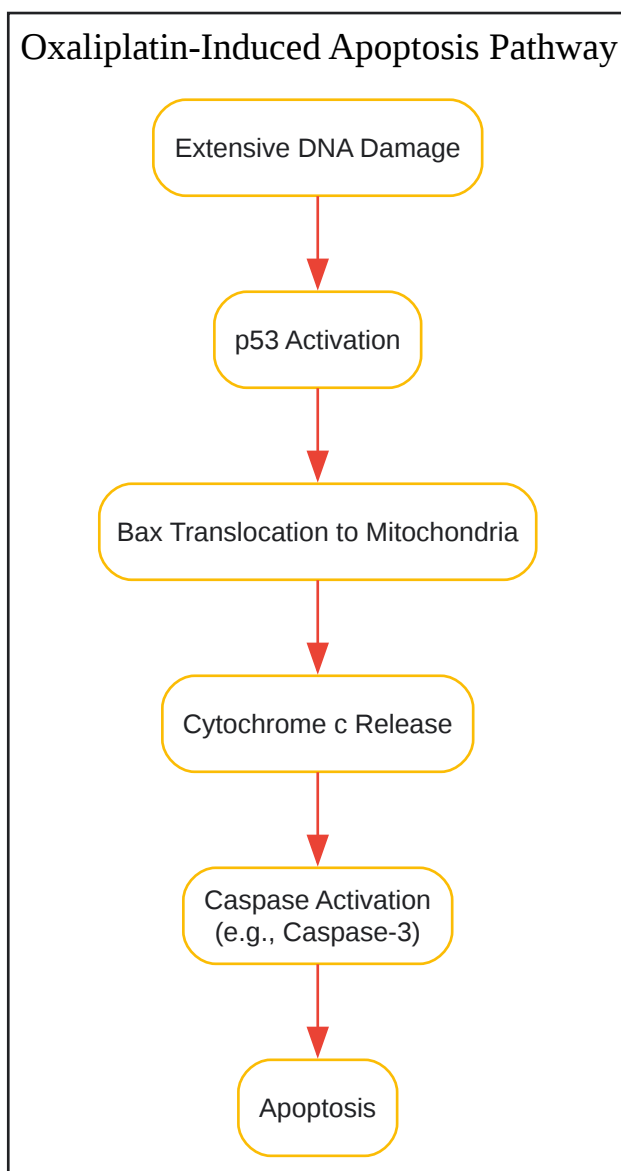 Oxaliplatin-Induced Apoptosis Pathway
Extensive DNA Damage
p53 Activation
Bax Translocation to Mitochondria
Cytochrome c Release
Caspase Activation
(e.g., Caspase-3)
Apoptosis